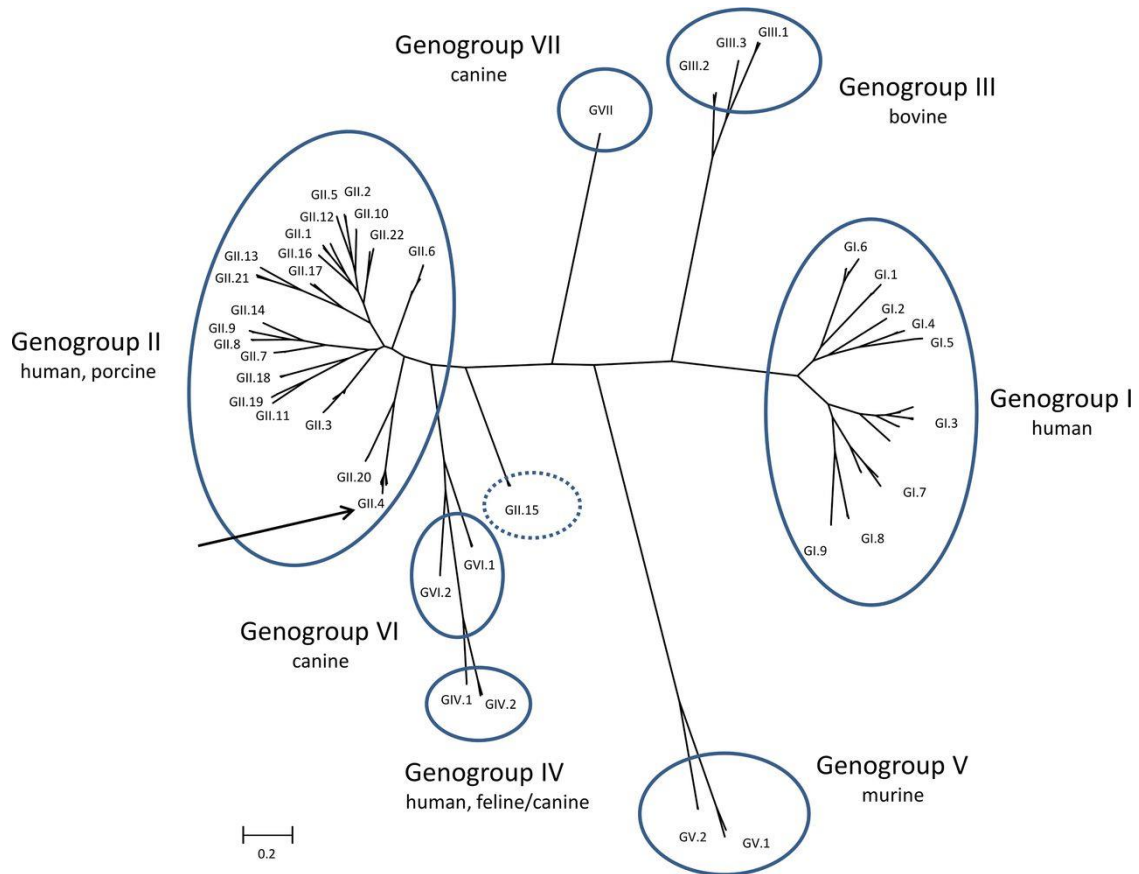 Genogroup VII
canine
GVII
GIII.1
GIII.3
GIII.2
Genogroup III
bovine
GII.5
GII.2
GII.12
GII.10
GII.1
GII.22
GII.16
GII.6
GII.13
GII.17
GII.21
GII.14
GII.9
GII.8
GII.7
GII.18
GII.19
GII.11
GII.3
GII.20
GII.4
Genogroup II
human, porcine
GI.6
GI.1
GI.2
GI.4
GI.5
GI.3
GI.7
GI.8
GI.9
Genogroup I
human
GII.15
GVI.1
GVI.2
Genogroup VI
canine
GIV.1
GIV.2
Genogroup IV
human, feline/canine
Genogroup V
murine
GV.2
GV.1
0.2